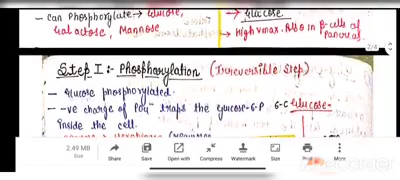 — Can Phosphorylate → Glucose,
Galactose, Mannose
Glucose
→ High Vmax. Also in β-cells of
Pancreas
Step I :- Phosphorylation (Irreversible Step)
— Glucose phosphorylated.
— -ve charge of PO4 traps the glucose-6-P
inside the cell.
6-C Glucose
2.49 MB
Share
Save
Open with
Compress
Print
More